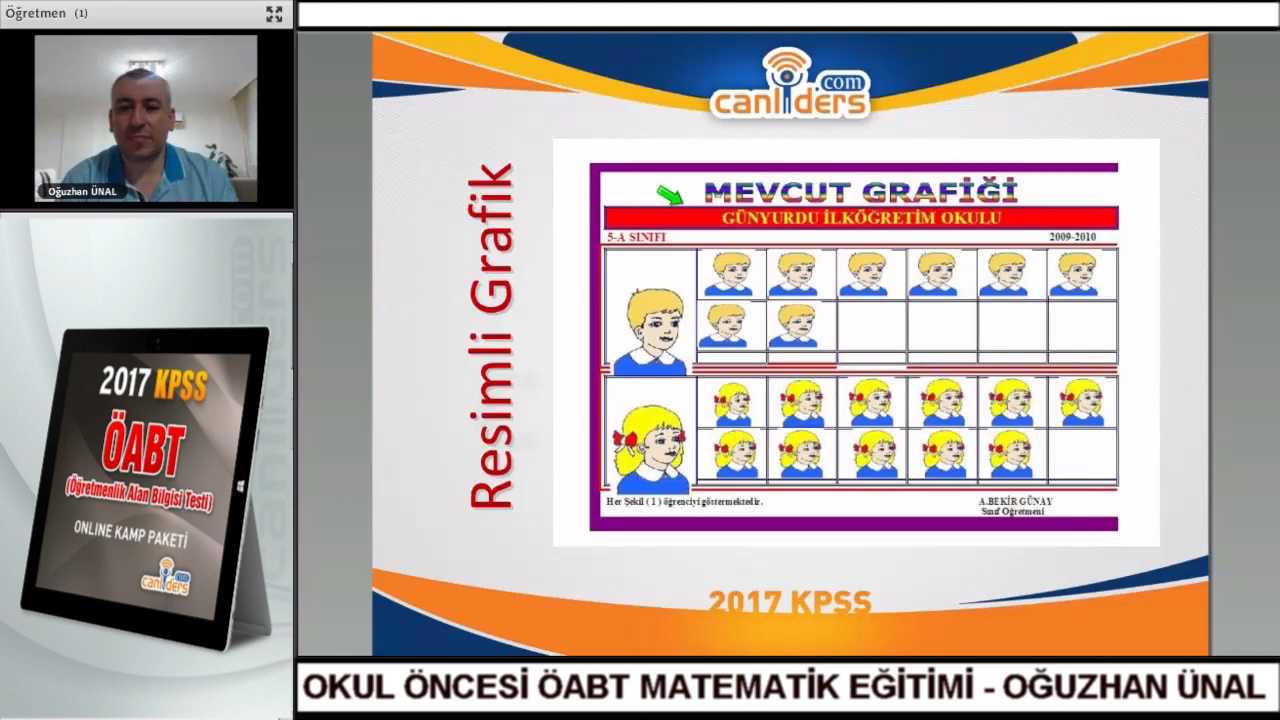 Öğretmen (1)
Oğuzhan ÜNAL
2017 KPSS
ÖABT
(Öğretmenlik Alan Bilgisi Testi)
ONLINE KAMP PAKETİ
canlıders
com
canlıders
com
Resimli Grafik
MEVCUT GRAFİĞİ
GÜNYURDU İLKÖĞRETİM OKULU
5-A SINIFI
2009-2010
Her Şekil ( 1 ) öğrenciyi göstermektedir.
A.BEKİR GÜNAY
Sınıf Öğretmeni
2017 KPSS
OKUL ÖNCESİ ÖABT MATEMATİK EĞİTİMİ - OĞUZHAN ÜNAL